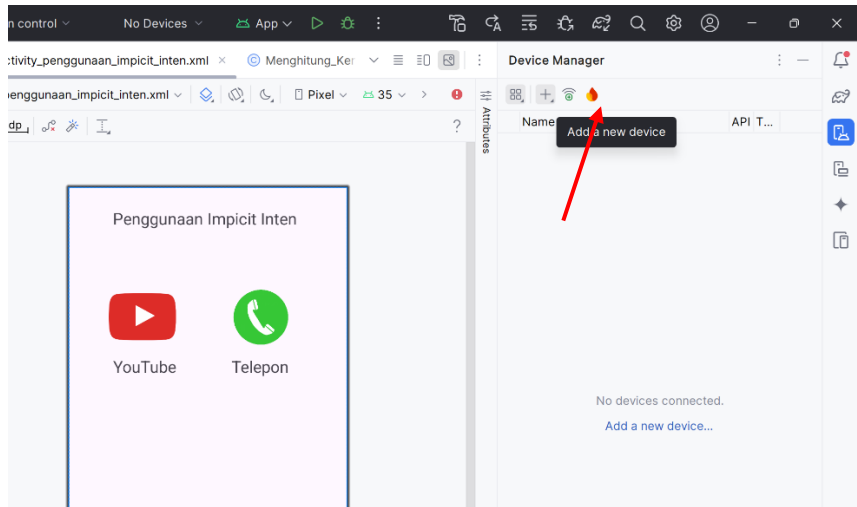 n control No Devices App
ctivity_penggunaan_impicit_inten.xml Menghitung_Ker Device Manager
penggunaan_impicit_inten.xml Pixel 35
dp ? Name API T...
Add a new device
Attributes
Penggunaan Impicit Inten
YouTube Telepon
No devices connected.
Add a new device...